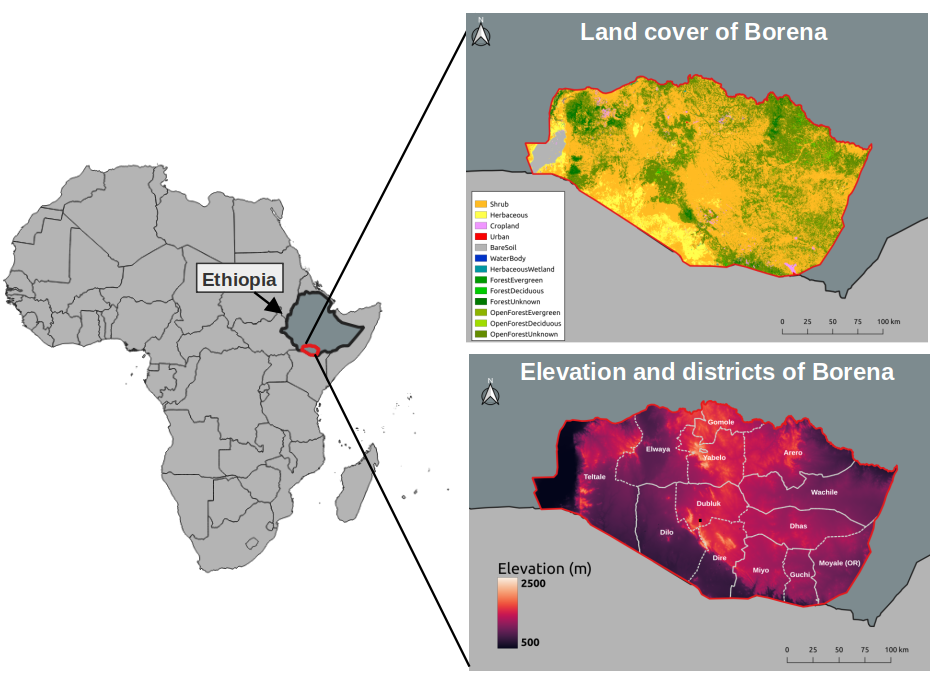 Ethiopia
Land cover of Borena
N
Shrub
Herbaceous
Cropland
Urban
BareSoil
WaterBody
HerbaceousWetland
ForestEvergreen
ForestDeciduous
ForestUnknown
OpenForestEvergreen
OpenForestDeciduous
OpenForestUnknown
0 25 50 75 100 km
Elevation and districts of Borena
N
Gomole
Elwaya
Yabelo
Arero
Teltale
Wachile
Dubluk
Dhas
Dilo
Dire
Miyo
Guchi
Moyale (OR)
Elevation (m)
2500
500
0 25 50 75 100 km